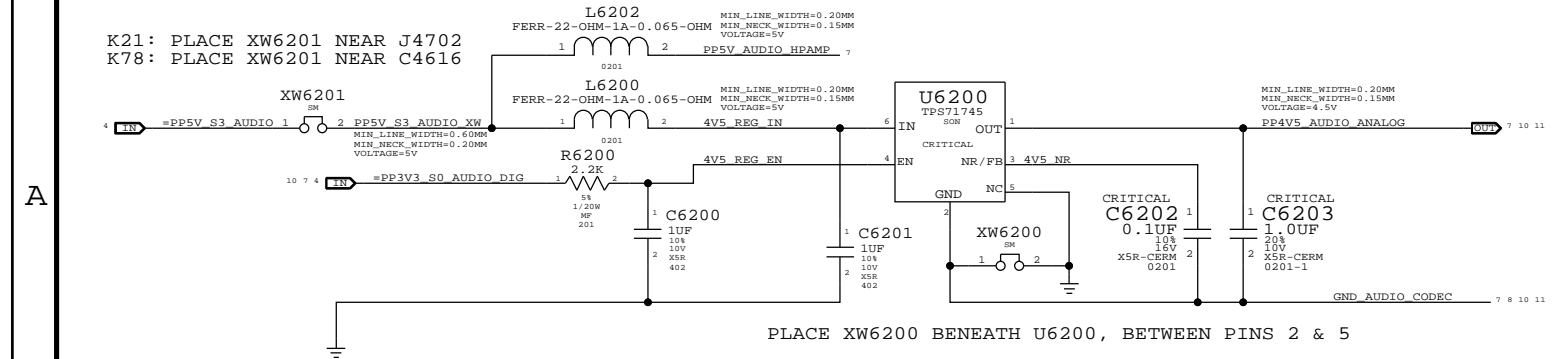 L6202
FERR-22-OHM-1A-0.065-OHM
MIN_LINE_WIDTH=0.20MM
MIN_NECK_WIDTH=0.15MM
VOLTAGE=5V
1 2
PP5V_AUDIO_HPAMP 7
0201
K21: PLACE XW6201 NEAR J4702
K78: PLACE XW6201 NEAR C4616
L6200
FERR-22-OHM-1A-0.065-OHM
MIN_LINE_WIDTH=0.20MM
MIN_NECK_WIDTH=0.15MM
VOLTAGE=5V
XW6201
SM
4 IN =PP5V_S3_AUDIO 1 2 PP5V_S3_AUDIO_XW
MIN_LINE_WIDTH=0.60MM
MIN_NECK_WIDTH=0.20MM
VOLTAGE=5V
1 2 4V5_REG_IN 6
0201
U6200
TPS71745
SON
CRITICAL
IN
OUT 1
EN
NR/FB 3 4V5_NR
NC 5
GND
2
MIN_LINE_WIDTH=0.20MM
MIN_NECK_WIDTH=0.15MM
VOLTAGE=4.5V
PP4V5_AUDIO_ANALOG OUT 7 10 11
R6200
2.2K
10 7 4 IN =PP3V3_S0_AUDIO_DIG 1 2
5%
1/20W
MF
201
4V5_REG_EN 4
A
1 C6200
1UF
10%
10V
2 X5R
402
1 C6201
1UF
10%
10V
2 X5R
402
XW6200
SM
1 2
CRITICAL
C6202 1
0.1UF
10%
16V
X5R-CERM 2
0201
CRITICAL
1 C6203
1.0UF
20%
10V
2 X5R-CERM
0201-1
GND_AUDIO_CODEC 7 8 10 11
PLACE XW6200 BENEATH U6200, BETWEEN PINS 2 & 5